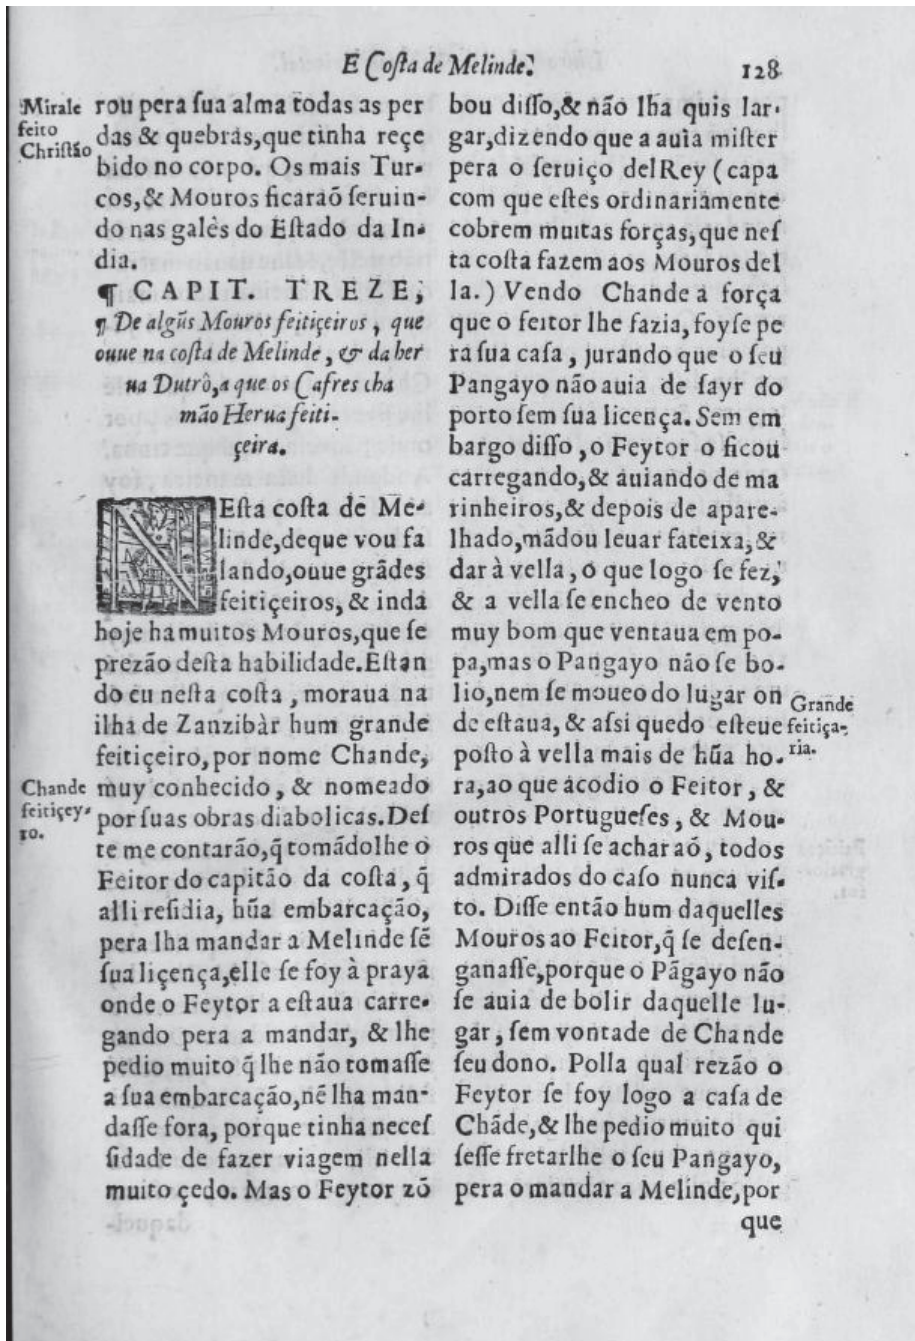 E Costa de Melinde.
128
Mirale
feito
Christão
rou pera ſua alma todas as per
das & quebras, que tinha reçe
bido no corpo. Os mais Tur-
cos, & Mouros ficaraõ ſeruin-
do nas galès do Eſtado da In-
dia.
¶ CAPIT. TREZE,
¶ De algũs Mouros feitiçeiros, que
ouue na coſta de Melinde, & da her
ua Dutrô, a que os Cafres cha
mão Herua feiti-
çeira.
NEſta coſta de Me-
linde, deque vou fa
lando, ouue grãdes
feitiçeiros, & inda
hoje ha muitos Mouros, que ſe
prezão deſta habilidade. Eſtan
do eu neſta coſta, moraua na
ilha de Zanzibàr hum grande
feitiçeiro, por nome Chande,
muy conhecido, & nomeado
por ſuas obras diabolicas. Deſ
te me contarão, q̃ tomãdolhe o
Feitor do capitão da coſta, q̃
alli reſidia, hũa embarcação,
pera lha mandar a Melinde ſẽ
ſua liçença, elle ſe foy à praya
onde o Feytor a eſtaua carre-
gando pera a mandar, & lhe
pedio muito q̃ lhe não tomaſſe
a ſua embarcação, nẽ lha man-
daſſe fora, porque tinha neceſ
ſidade de fazer viagem nella
muito çedo. Mas o Feytor zõ
Chande
feitiçey-
ro.
bou diſſo, & não lha quis lar-
gar, dizendo que a auia miſter
pera o ſeruiço delRey (capa
com que eſtes ordinariamente
cobrem muitas forças, que neſ
ta coſta fazem aos Mouros del
la.) Vendo Chande a força
que o feitor lhe fazia, foyſe pe
ra ſua caſa, jurando que o ſeu
Pangayo não auia de ſayr do
porto ſem ſua licença. Sem em
bargo diſſo, o Feytor o ficou
carregando, & auiando de ma
rinheiros, & depois de apare-
lhado, mãdou leuar fateixa, &
dar à vella, o que logo ſe fez,
& a vella ſe encheo de vento
muy bom que ventaua em po-
pa, mas o Pangayo não ſe bo-
lio, nem ſe moueo do lugar on
de eſtaua, & aſsi quedo eſteue
poſto à vella mais de hũa ho-
ra, ao que acodio o Feitor, &
outros Portugueſes, & Mou-
ros que alli ſe acharaõ, todos
admirados do caſo nunca viſ-
to. Diſſe então hum daquelles
Mouros ao Feitor, q̃ ſe deſen-
ganaſſe, porque o Pãgayo não
ſe auia de bolir daquelle lu-
gar, ſem vontade de Chande
ſeu dono. Polla qual rezão o
Feytor ſe foy logo a caſa de
Chãde, & lhe pedio muito qui
ſeſſe fretarlhe o ſeu Pangayo,
pera o mandar a Melinde, por
que
Grande
feitiça-
ria.